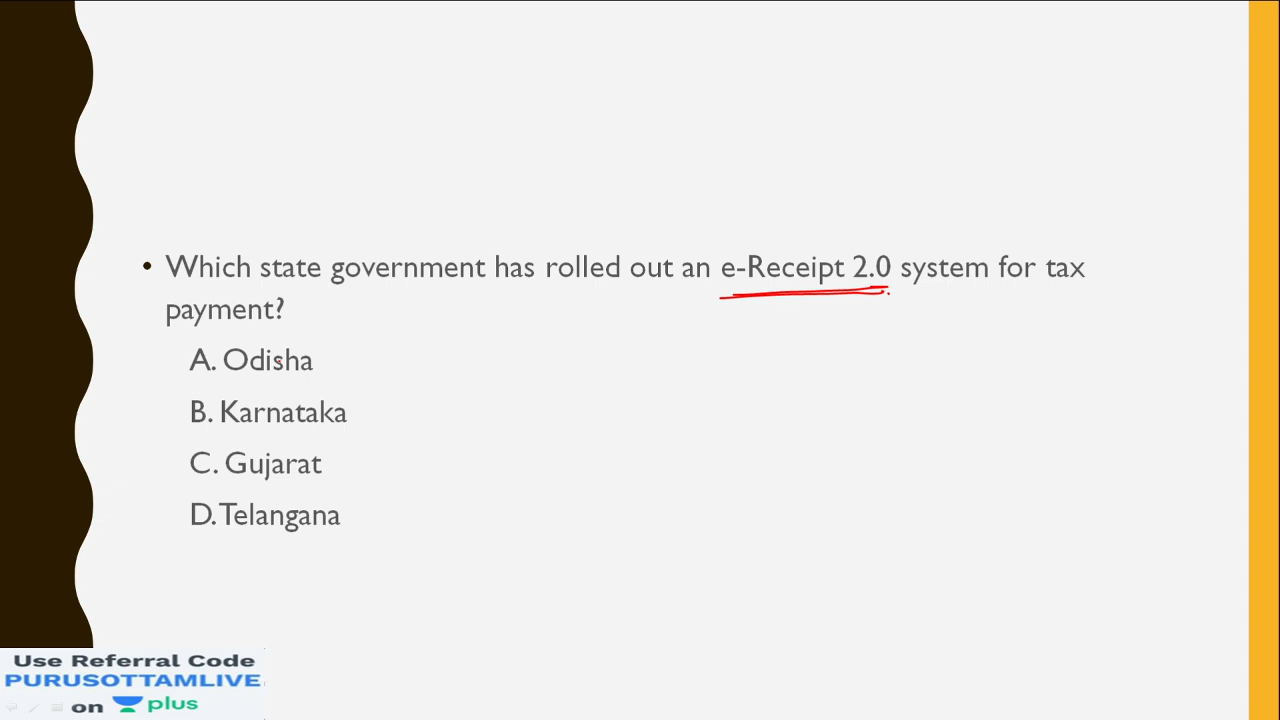 • Which state government has rolled out an e-Receipt 2.0 system for tax
payment?
A. Odisha
B. Karnataka
C. Gujarat
D. Telangana
Use Referral Code
PURUSOTTAMLIVE
on plus